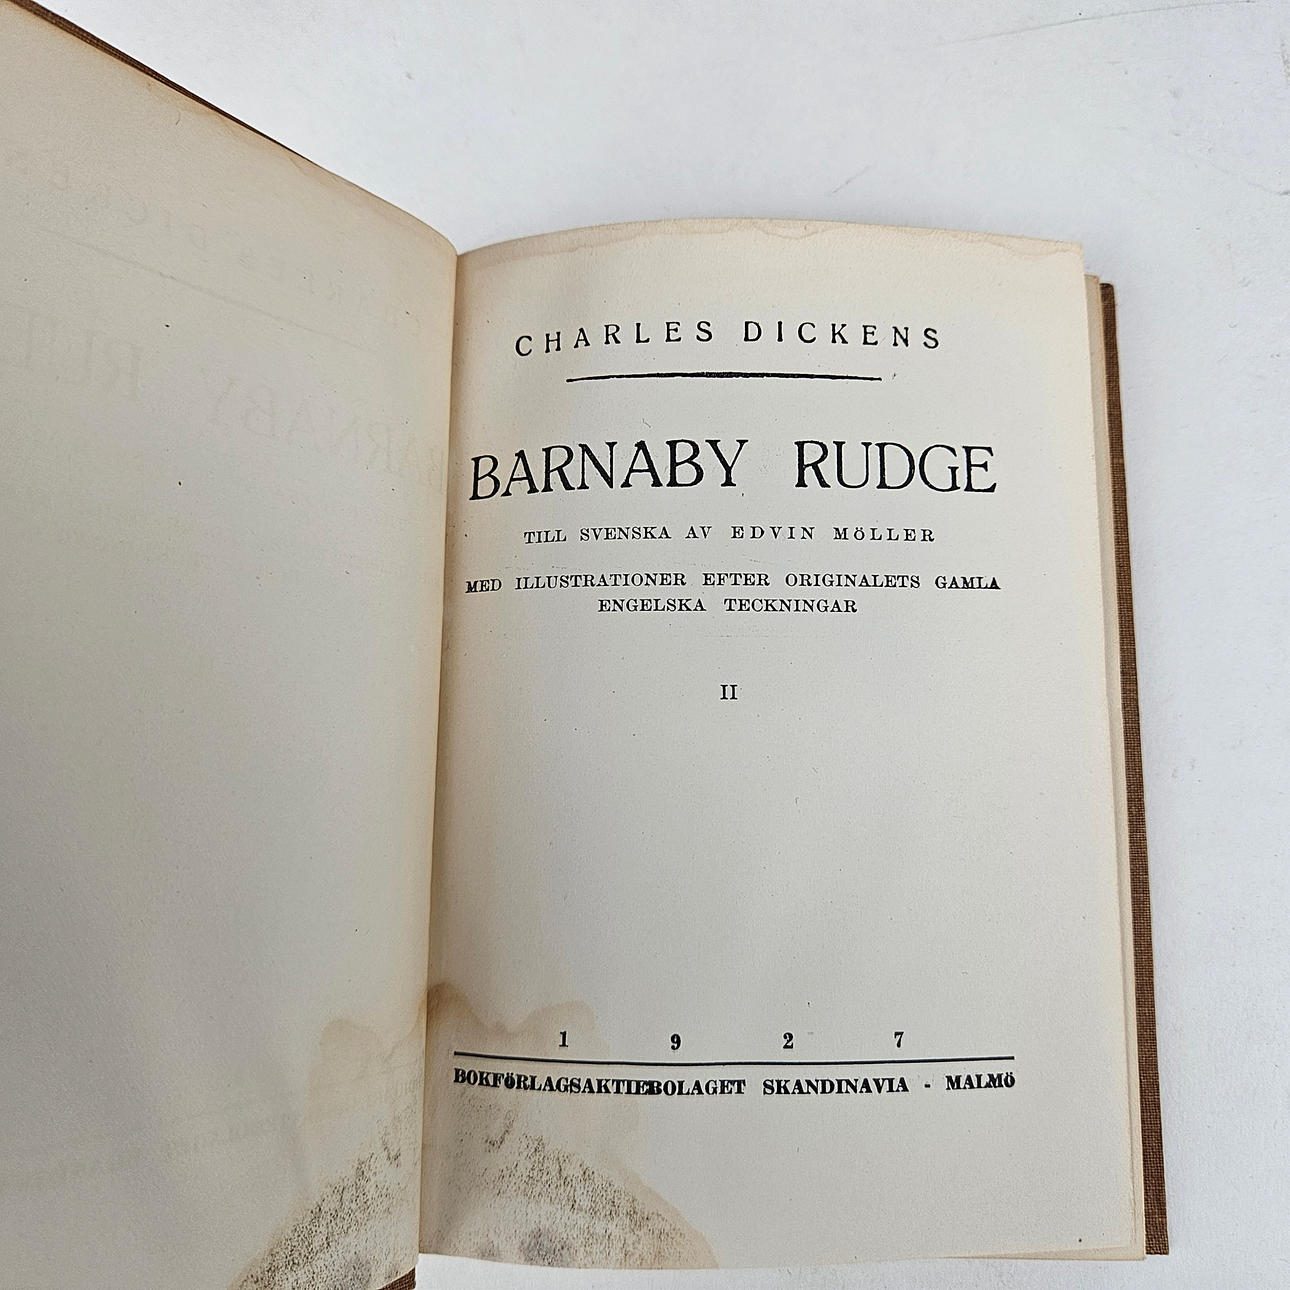 CHARLES DICKENS
BARNABY RUDGE
TILL SVENSKA AV EDVIN MÖLLER
MED ILLUSTRATIONER EFTER ORIGINALETS GAMLA
ENGELSKA TECKNINGAR
II
1 9 2 7
BOKFÖRLAGSAKTIEBOLAGET SKANDINAVIA - MALMÖ